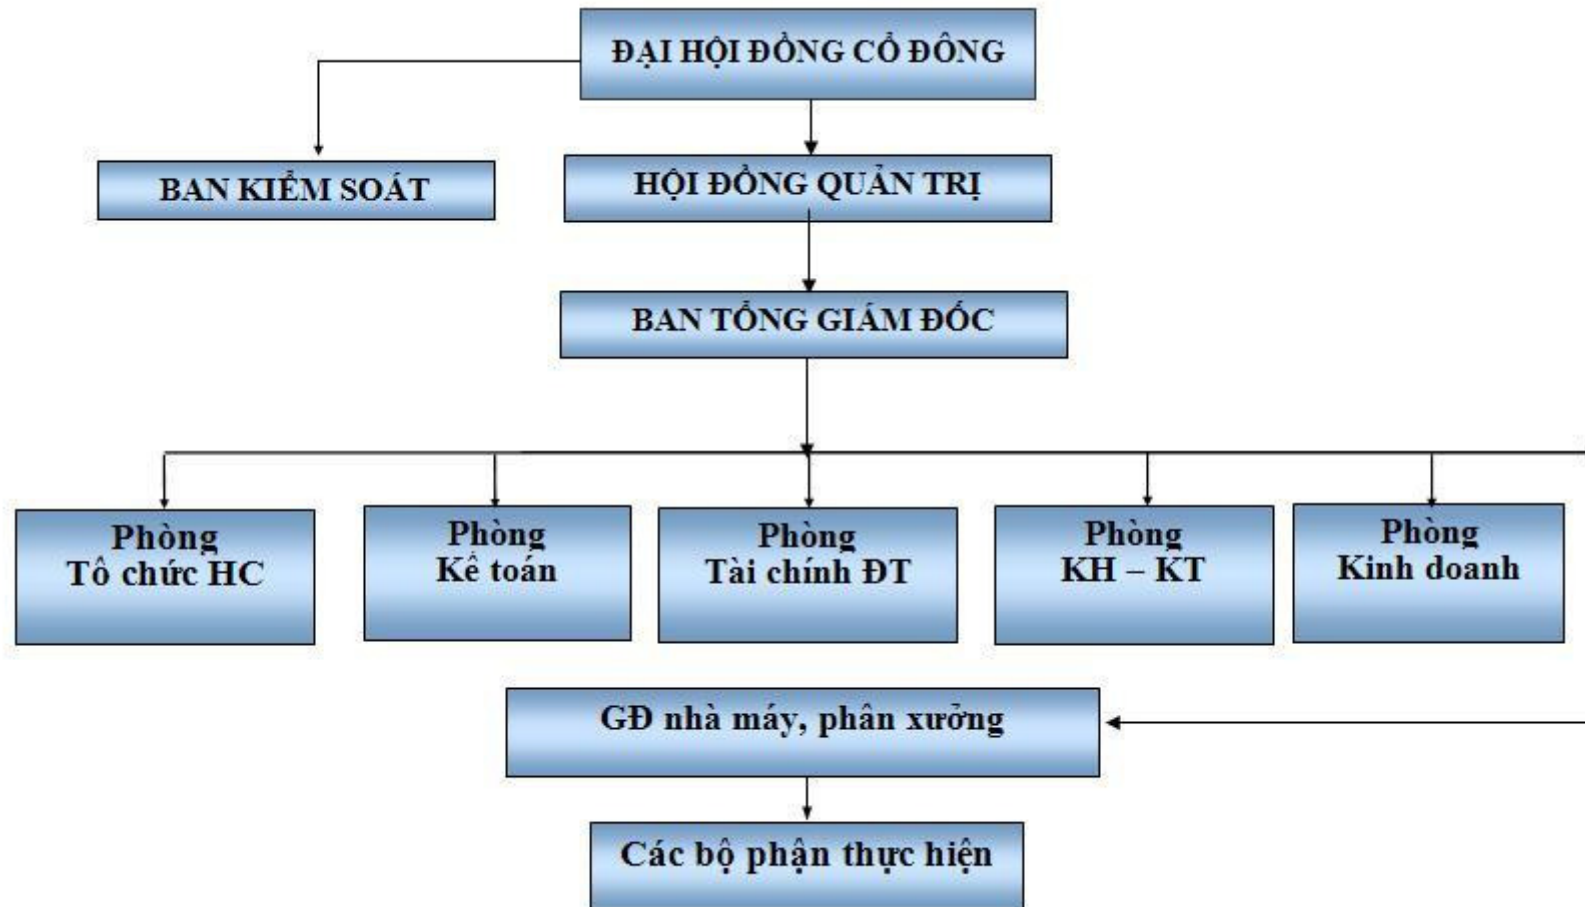 ĐẠI HỘI ĐỒNG CỔ ĐÔNG
BAN KIỂM SOÁT
HỘI ĐỒNG QUẢN TRỊ
BAN TỔNG GIÁM ĐỐC
Phòng
Tô chức HC
Phòng
Kê toán
Phòng
Tài chính ĐT
Phòng
KH – KT
Phòng
Kinh doanh
GĐ nhà máy, phân xưởng
Các bộ phận thực hiện